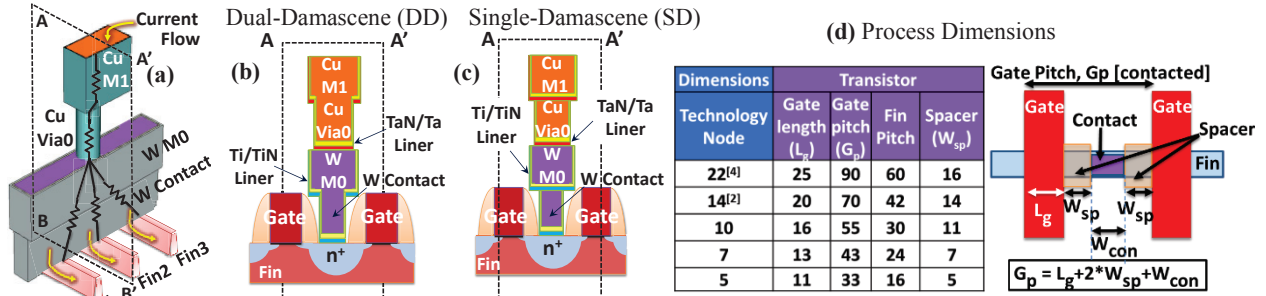 Dual-Damascene (DD)
Single-Damascene (SD)
(d) Process Dimensions
A
Current
Flow
A'
(a)
Cu
M1
Cu
Via0
W M0
W Contact
B
B'
Fin2
Fin3
A
A'
(b)
Cu
M1
Cu
Via0
TaN/Ta
Liner
Ti/TiN
Liner
W
M0
W Contact
Gate
Gate
n+
Fin
A
A'
(c)
Cu
M1
Ti/TiN
Liner
TaN/Ta
Liner
Cu
Via0
W
M0
W Contact
Gate
Gate
n+
Fin
Dimensions Transistor
Technology Node Gate length (Lg) Gate pitch (Gp) Fin Pitch Spacer (Wsp)
22[4] 25 90 60 16
14[2] 20 70 42 14
10 16 55 30 11
7 13 43 24 7
5 11 33 16 5
Gate Pitch, Gp [contacted]
Gate
Gate
Contact
Spacer
Fin
Lg
Wsp
Wsp
Wcon
Gp = Lg+2*Wsp+Wcon